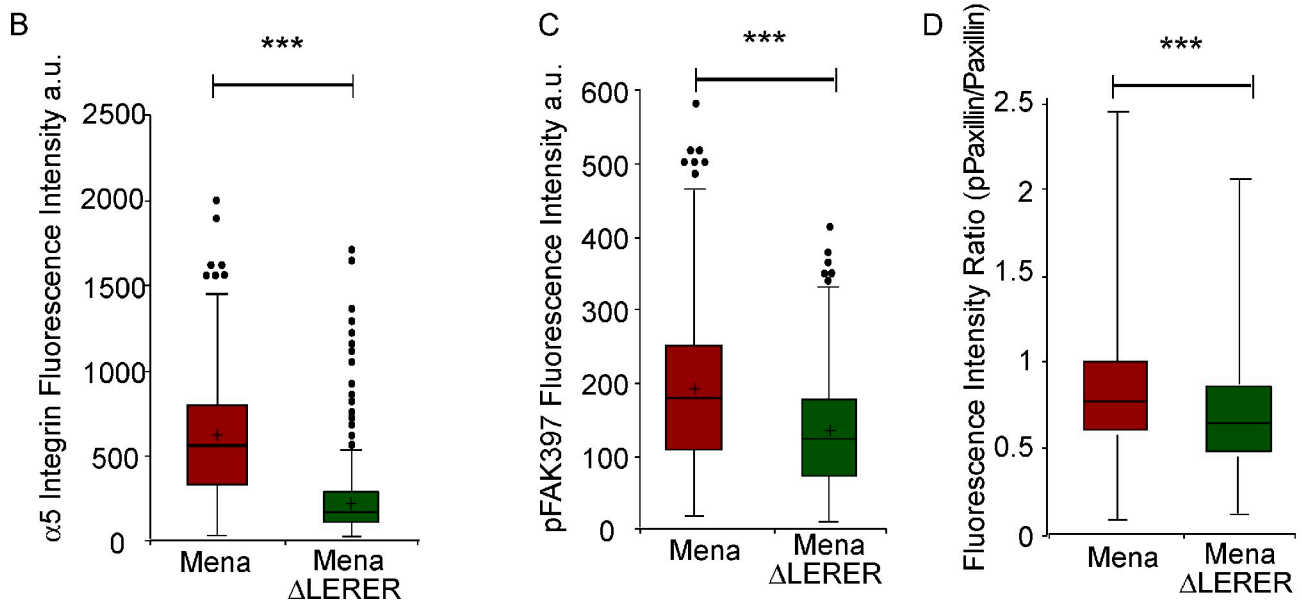 B
α5 Integrin Fluorescence Intensity a.u.
***
2500
2000
1500
1000
500
0
Mena
Mena
ΔLERER
C
pFAK397 Fluorescence Intensity a.u.
***
600
500
400
300
200
100
0
Mena
Mena
ΔLERER
D
Fluorescence Intensity Ratio (pPaxillin/Paxillin)
***
2.5
2
1.5
1
0.5
0
Mena
Mena
ΔLERER